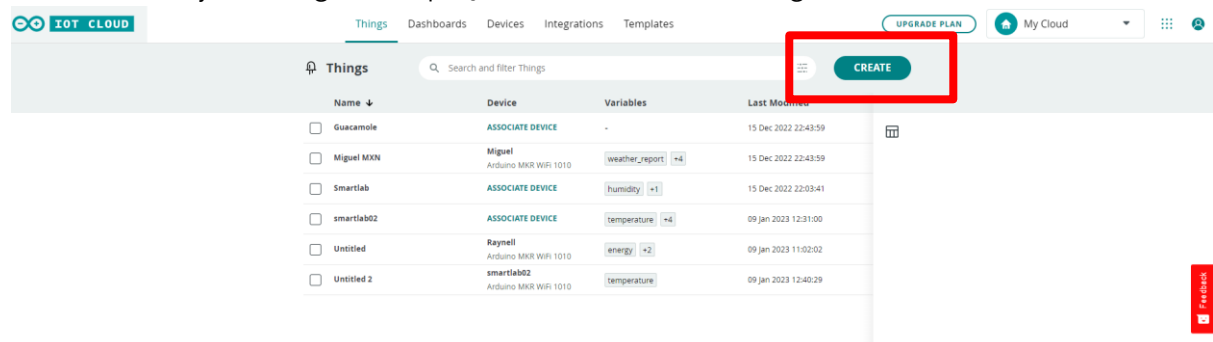 IOT CLOUD Things Dashboards Devices Integrations Templates UPGRADE PLAN My Cloud
Things Search and filter Things CREATE
Name ↓ Device Variables Last Modified
Guacamole ASSOCIATE DEVICE - 15 Dec 2022 22:43:59
Miguel MXN Miguel weather_report +4 15 Dec 2022 22:43:59
Arduino MKR WiFi 1010
Smartlab ASSOCIATE DEVICE humidity +1 15 Dec 2022 22:03:41
smartlab02 ASSOCIATE DEVICE temperature +4 09 Jan 2023 12:31:00
Untitled Raynell energy +2 09 Jan 2023 11:02:02
Arduino MKR WiFi 1010
Untitled 2 smartlab02 temperature 09 Jan 2023 12:40:29
Arduino MKR WiFi 1010
Feedback